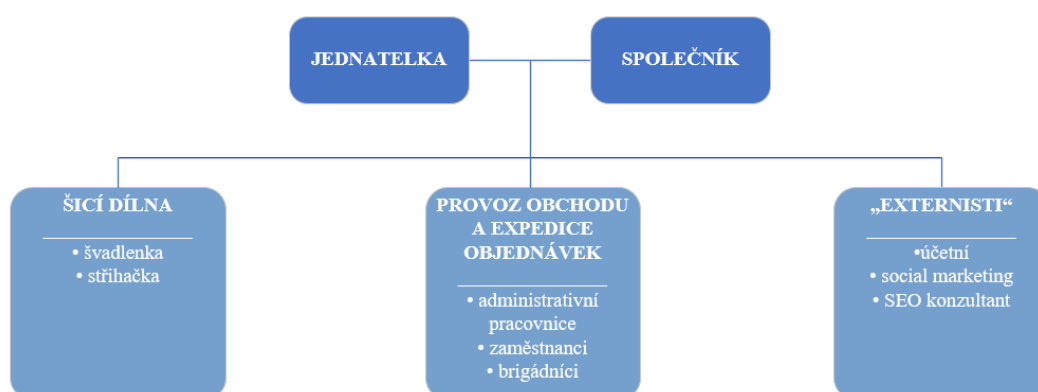 JEDNATELKA
SPOLEČNÍK
ŠICÍ DÍLNA
• švadlenka
• střihačka
PROVOZ OBCHODU
A EXPEDICE
OBJEDNÁVEK
• administrativní
pracovnice
• zaměstnanci
• brigádníci
„EXTERNISTI“
•účetní
• social marketing
• SEO konzultant